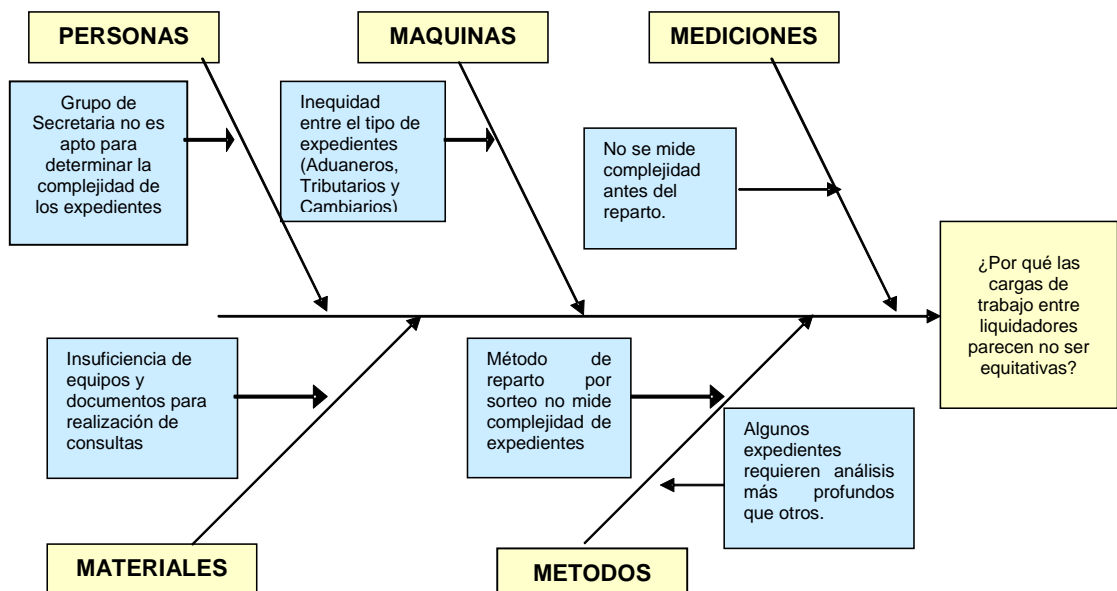 PERSONAS
MAQUINAS
MEDICIONES
Grupo de
Secretaria no es
apto para
determinar la
complejidad de
los expedientes
Inequidad
entre el tipo de
expedientes
(Aduaneros,
Tributarios y
Cambiarios)
No se mide
complejidad
antes del
reparto.
¿Por qué las
cargas de
trabajo entre
liquidadores
parecen no ser
equitativas?
Insuficiencia de
equipos y
documentos para
realización de
consultas
Método de
reparto por
sorteo no mide
complejidad de
expedientes
Algunos
expedientes
requieren análisis
más profundos
que otros.
MATERIALES
METODOS